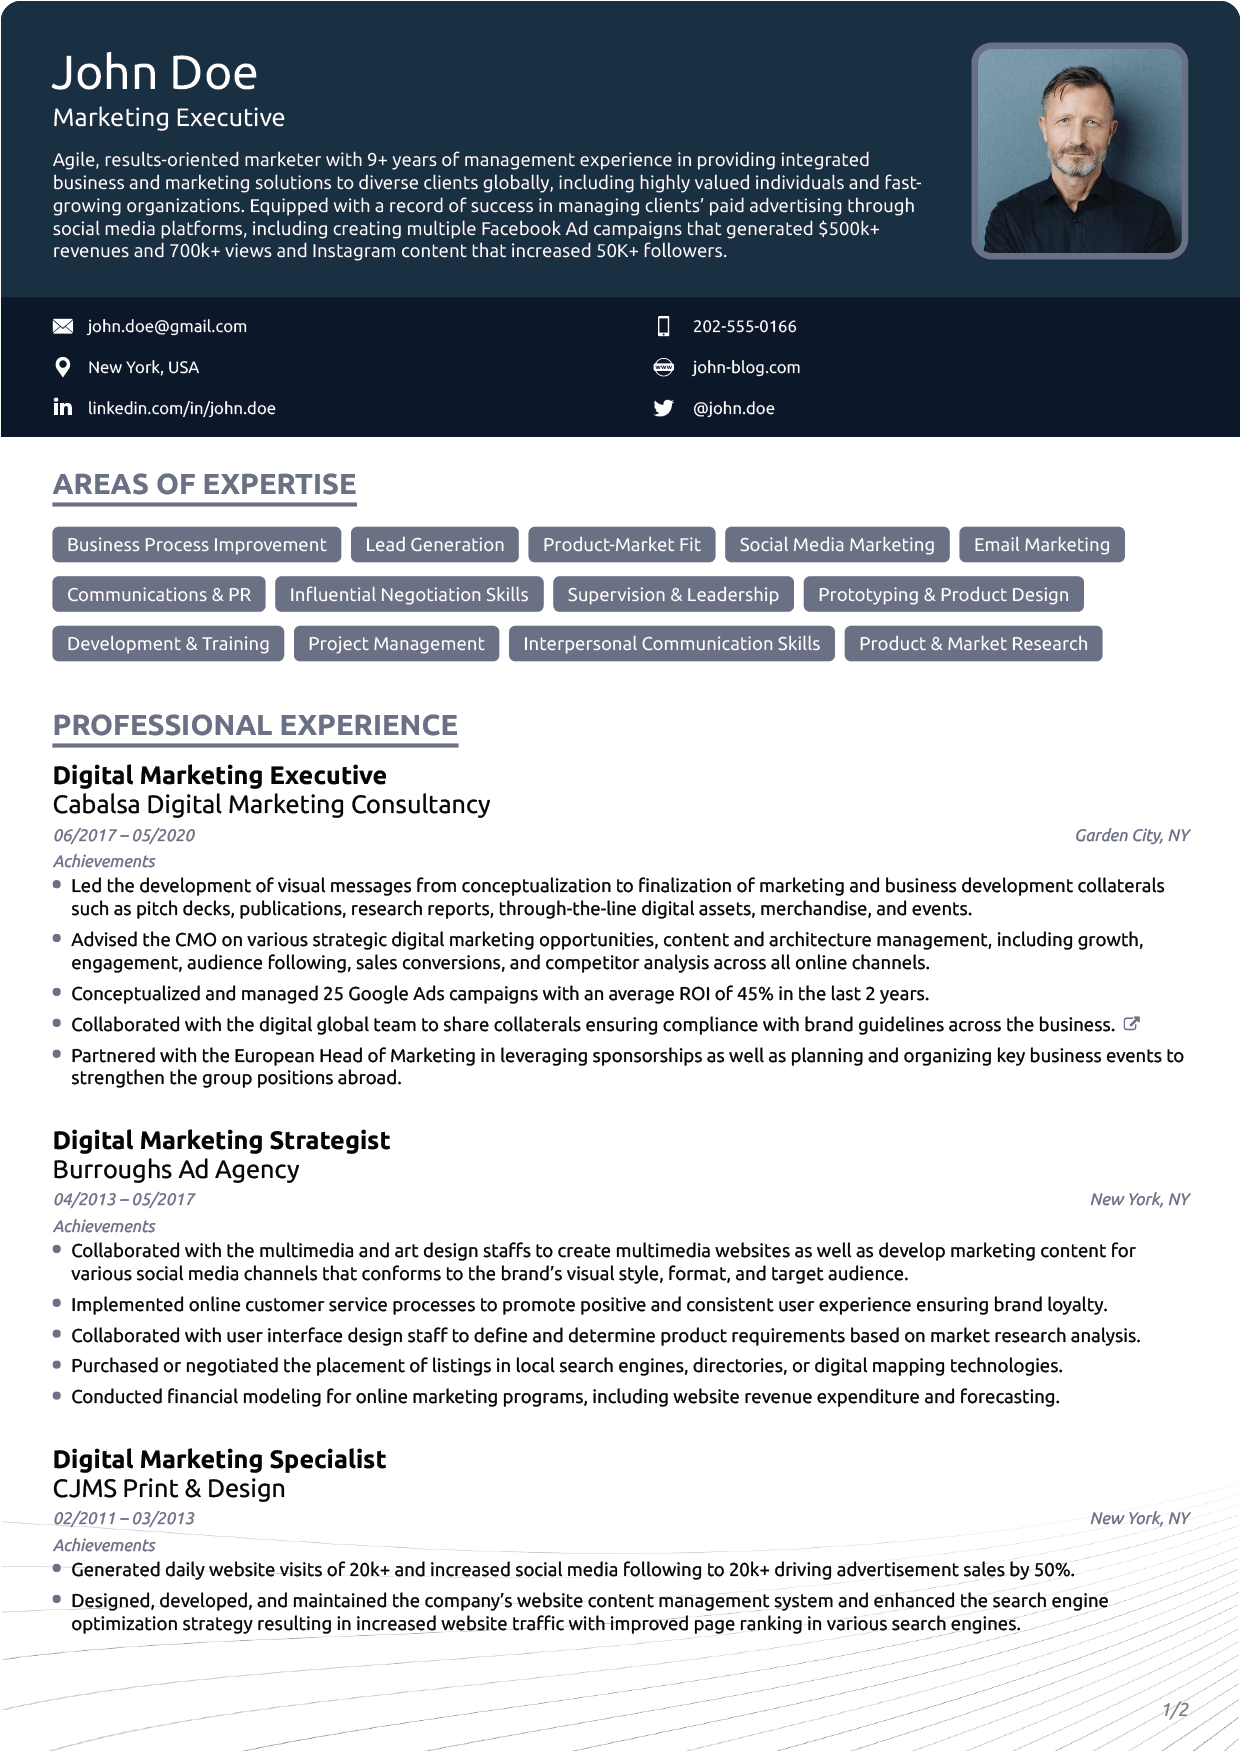 John Doe
Marketing Executive
Agile, results-oriented marketer with 9+ years of management experience in providing integrated
business and marketing solutions to diverse clients globally, including highly valued individuals and fast-
growing organizations. Equipped with a record of success in managing clients’ paid advertising through
social media platforms, including creating multiple Facebook Ad campaigns that generated $500k+
revenues and 700k+ views and Instagram content that increased 50K+ followers.
john.doe@gmail.com
202-555-0166
New York, USA
www john-blog.com
in linkedin.com/in/john.doe
@john.doe
AREAS OF EXPERTISE
Business Process Improvement Lead Generation Product-Market Fit Social Media Marketing Email Marketing
Communications & PR Influential Negotiation Skills Supervision & Leadership Prototyping & Product Design
Development & Training Project Management Interpersonal Communication Skills Product & Market Research
PROFESSIONAL EXPERIENCE
Digital Marketing Executive
Cabalsa Digital Marketing Consultancy
06/2017 – 05/2020 Garden City, NY
Achievements
Led the development of visual messages from conceptualization to finalization of marketing and business development collaterals
such as pitch decks, publications, research reports, through-the-line digital assets, merchandise, and events.
Advised the CMO on various strategic digital marketing opportunities, content and architecture management, including growth,
engagement, audience following, sales conversions, and competitor analysis across all online channels.
Conceptualized and managed 25 Google Ads campaigns with an average ROI of 45% in the last 2 years.
Collaborated with the digital global team to share collaterals ensuring compliance with brand guidelines across the business.
Partnered with the European Head of Marketing in leveraging sponsorships as well as planning and organizing key business events to
strengthen the group positions abroad.
Digital Marketing Strategist
Burroughs Ad Agency
04/2013 – 05/2017 New York, NY
Achievements
Collaborated with the multimedia and art design staffs to create multimedia websites as well as develop marketing content for
various social media channels that conforms to the brand’s visual style, format, and target audience.
Implemented online customer service processes to promote positive and consistent user experience ensuring brand loyalty.
Collaborated with user interface design staff to define and determine product requirements based on market research analysis.
Purchased or negotiated the placement of listings in local search engines, directories, or digital mapping technologies.
Conducted financial modeling for online marketing programs, including website revenue expenditure and forecasting.
Digital Marketing Specialist
CJMS Print & Design
02/2011 – 03/2013 New York, NY
Achievements
Generated daily website visits of 20k+ and increased social media following to 20k+ driving advertisement sales by 50%.
Designed, developed, and maintained the company’s website content management system and enhanced the search engine
optimization strategy resulting in increased website traffic with improved page ranking in various search engines.
1/2